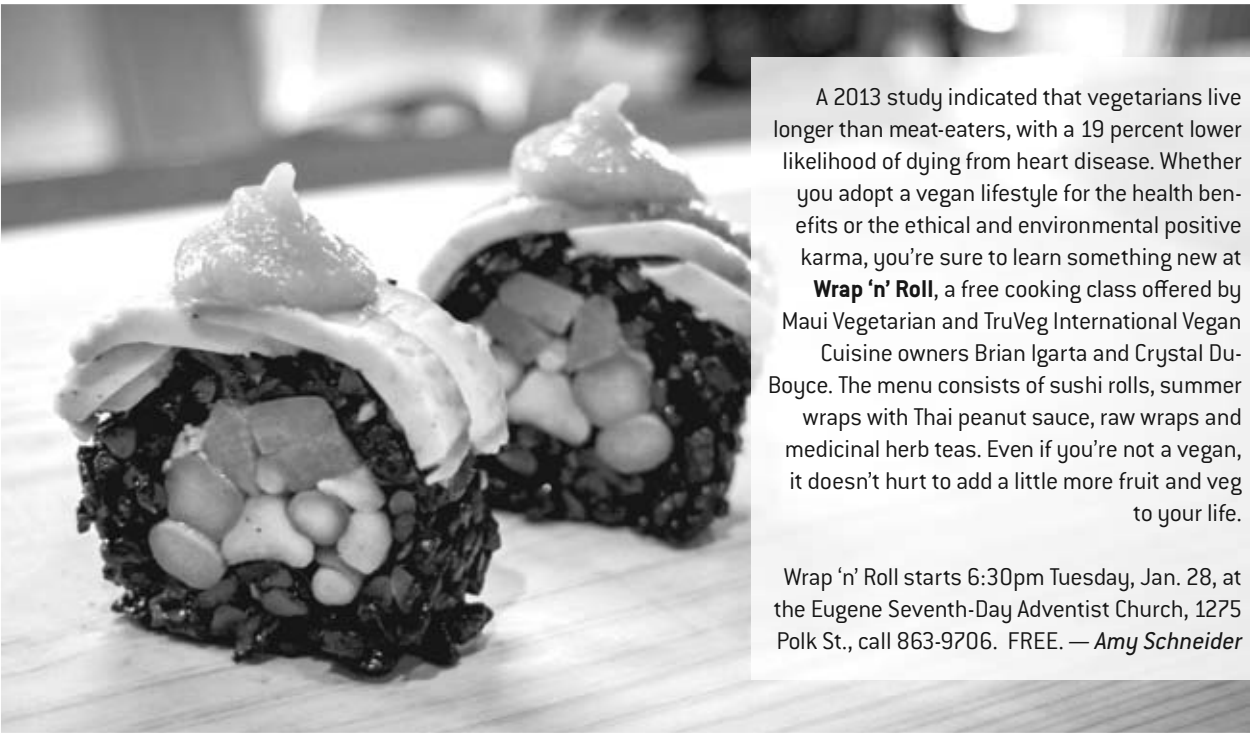 A 2013 study indicated that vegetarians live
longer than meat-eaters, with a 19 percent lower
likelihood of dying from heart disease. Whether
you adopt a vegan lifestyle for the health ben-
efits or the ethical and environmental positive
karma, you’re sure to learn something new at
Wrap ‘n’ Roll, a free cooking class offered by
Maui Vegetarian and TruVeg International Vegan
Cuisine owners Brian Igarta and Crystal Du-
Boyce. The menu consists of sushi rolls, summer
wraps with Thai peanut sauce, raw wraps and
medicinal herb teas. Even if you’re not a vegan,
it doesn’t hurt to add a little more fruit and veg
to your life.
Wrap ‘n’ Roll starts 6:30pm Tuesday, Jan. 28, at
the Eugene Seventh-Day Adventist Church, 1275
Polk St., call 863-9706. FREE. — Amy Schneider